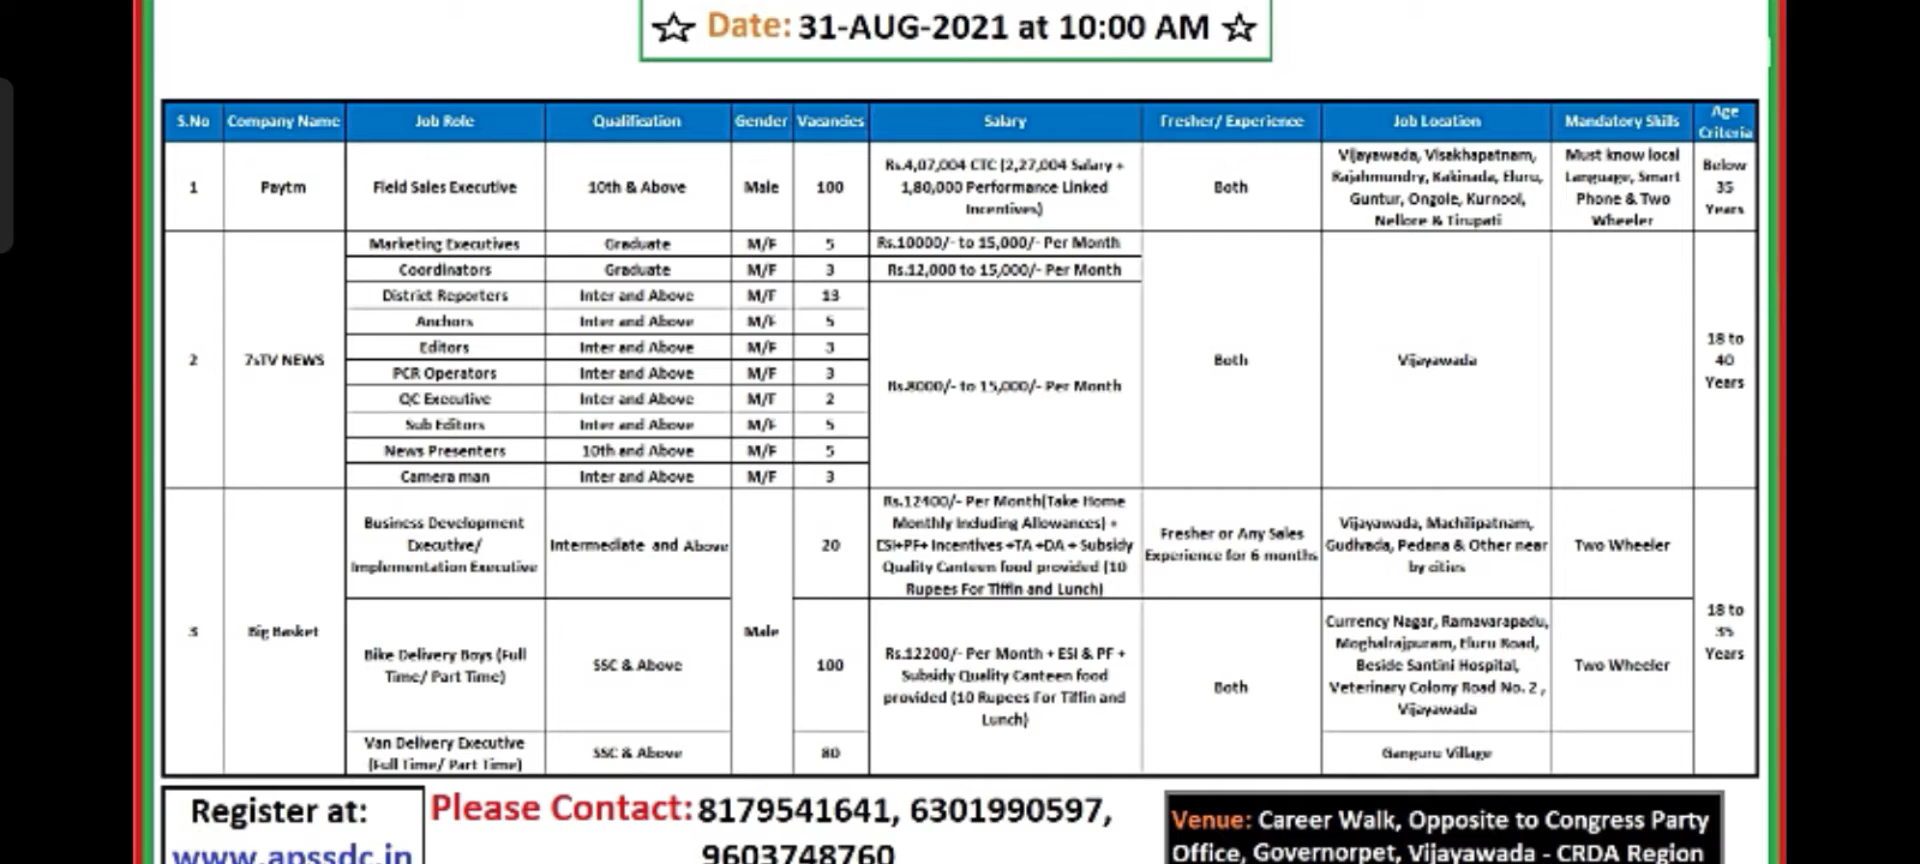 ☆ Date: 31-AUG-2021 at 10:00 AM ☆
S.No Company Name Job Role Qualification Gender Vacancies Salary Fresher/ Experience Job Location Mandatory Skills Age Criteria
1 Paytm Field Sales Executive 10th & Above Male 100 Rs.4,07,004 CTC (2,27,004 Salary + 1,80,000 Performance Linked Incentives) Both Vijayawada, Visakhapatnam, Rajahmundry, Kakinada, Eluru, Guntur, Ongole, Kurnool, Nellore & Tirupati Must know local Language, Smart Phone & Two Wheeler Below 35 Years
2 7sTV NEWS Marketing Executives Graduate M/F 5 Rs.10000/- to 15,000/- Per Month Both Vijayawada 18 to 40 Years
Coordinators Graduate M/F 3 Rs.12,000 to 15,000/- Per Month
District Reporters Inter and Above M/F 13 Rs.8000/- to 15,000/- Per Month
Anchors Inter and Above M/F 5
Editors Inter and Above M/F 3
PCR Operators Inter and Above M/F 3
QC Executive Inter and Above M/F 2
Sub Editors Inter and Above M/F 5
News Presenters 10th and Above M/F 5
Camera man Inter and Above M/F 3
3 Big Basket Business Development Executive/ Implementation Executive Intermediate and Above Male 20 Rs.12400/- Per Month(Take Home Monthly Including Allowances) + ESI+PF+ Incentives +TA +DA + Subsidy Quality Canteen food provided (10 Rupees For Tiffin and Lunch) Fresher or Any Sales Experience for 6 months Vijayawada, Machilipatnam, Gudivada, Pedana & Other near by cities Two Wheeler 18 to 35 Years
Bike Delivery Boys (Full Time/ Part Time) SSC & Above 100 Rs.12200/- Per Month + ESI & PF + Subsidy Quality Canteen food provided (10 Rupees For Tiffin and Lunch) Both Currency Nagar, Ramavarapadu, Moghalrajpuram, Eluru Road, Beside Santini Hospital, Veterinary Colony Road No. 2 , Vijayawada Two Wheeler
Van Delivery Executive (Full Time/ Part Time) SSC & Above 80 Ganguru Village
Register at:
www.apssdc.in
Please Contact: 8179541641, 6301990597,
9603748760
Venue: Career Walk, Opposite to Congress Party
Office, Governorpet, Vijayawada - CRDA Region